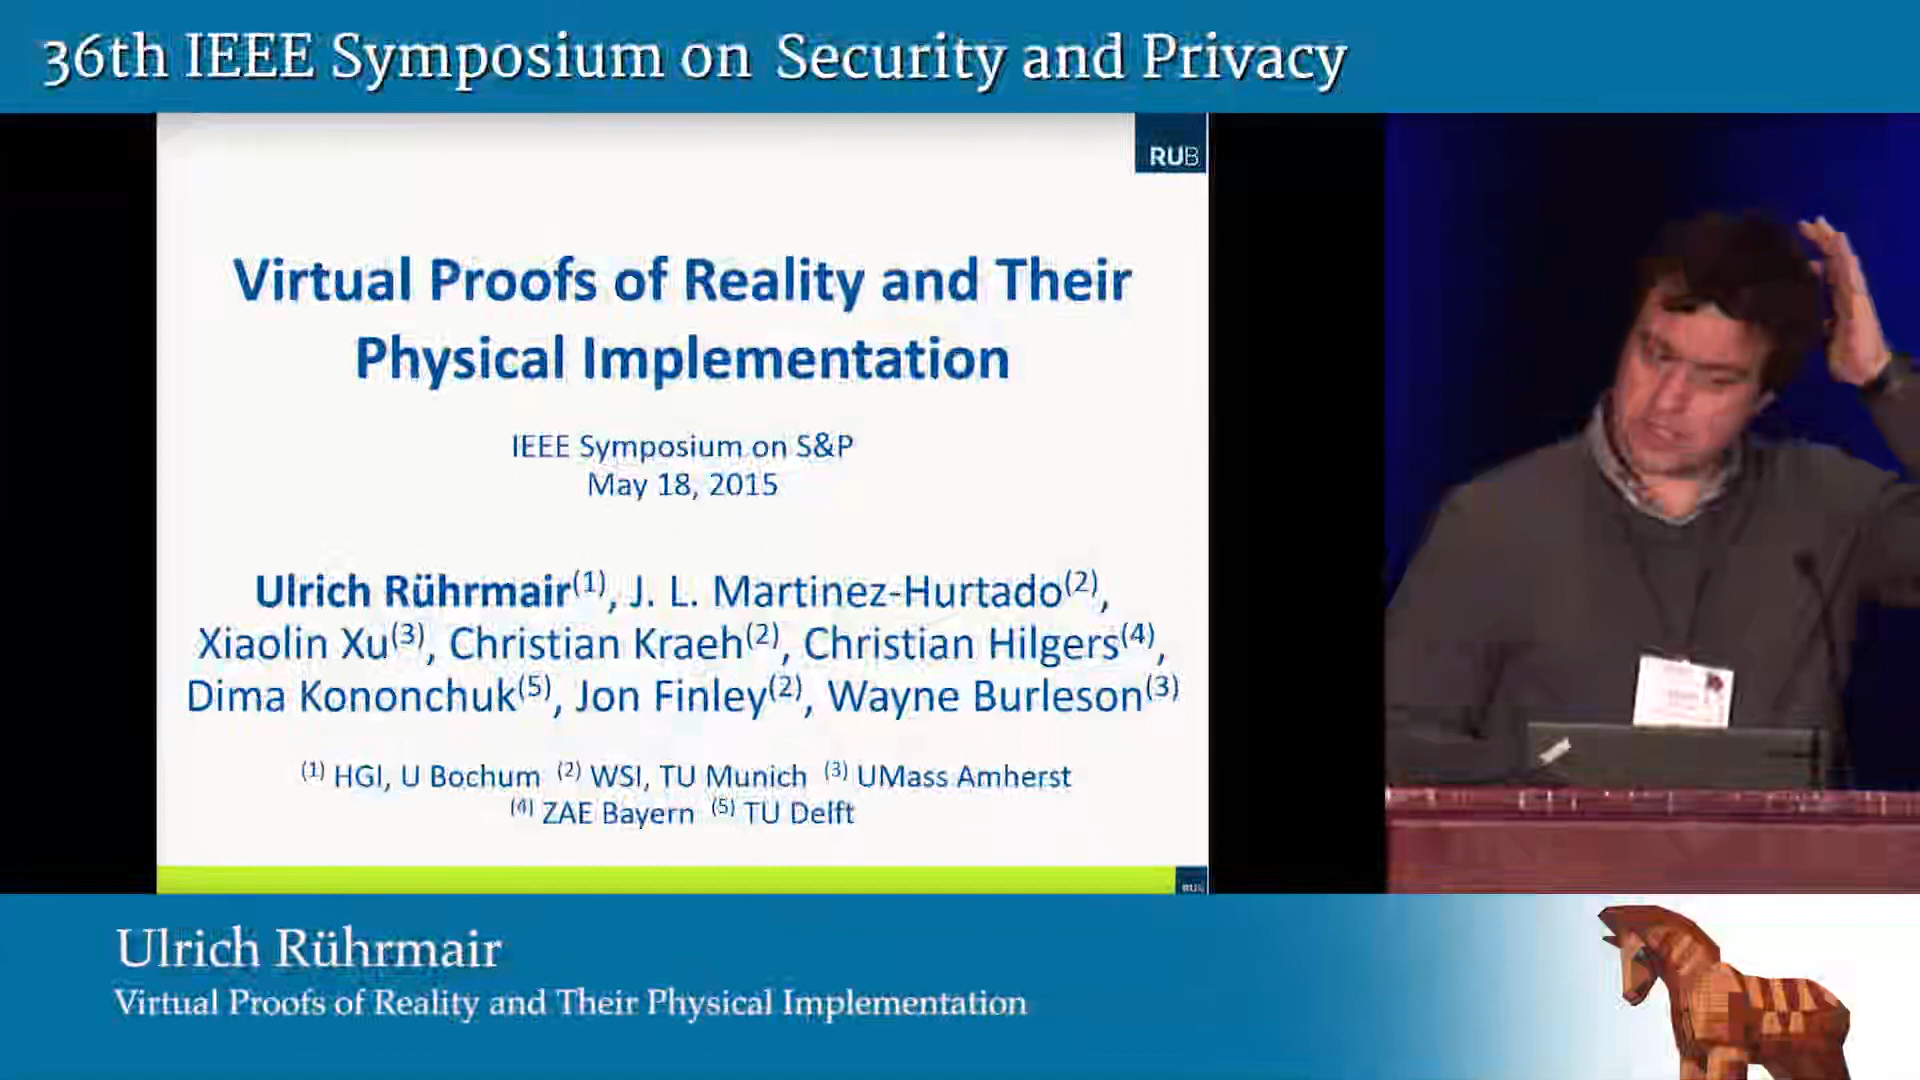 36th IEEE Symposium on Security and Privacy
RUB
Virtual Proofs of Reality and Their
Physical Implementation
IEEE Symposium on S&P
May 18, 2015
Ulrich Rührmair(1), J. L. Martinez-Hurtado(2),
Xiaolin Xu(3), Christian Kraeh(2), Christian Hilgers(4),
Dima Kononchuk(5), Jon Finley(2), Wayne Burleson(3)
(1) HGI, U Bochum (2) WSI, TU Munich (3) UMass Amherst
(4) ZAE Bayern (5) TU Delft
RUB
Ulrich Rührmair
Virtual Proofs of Reality and Their Physical Implementation